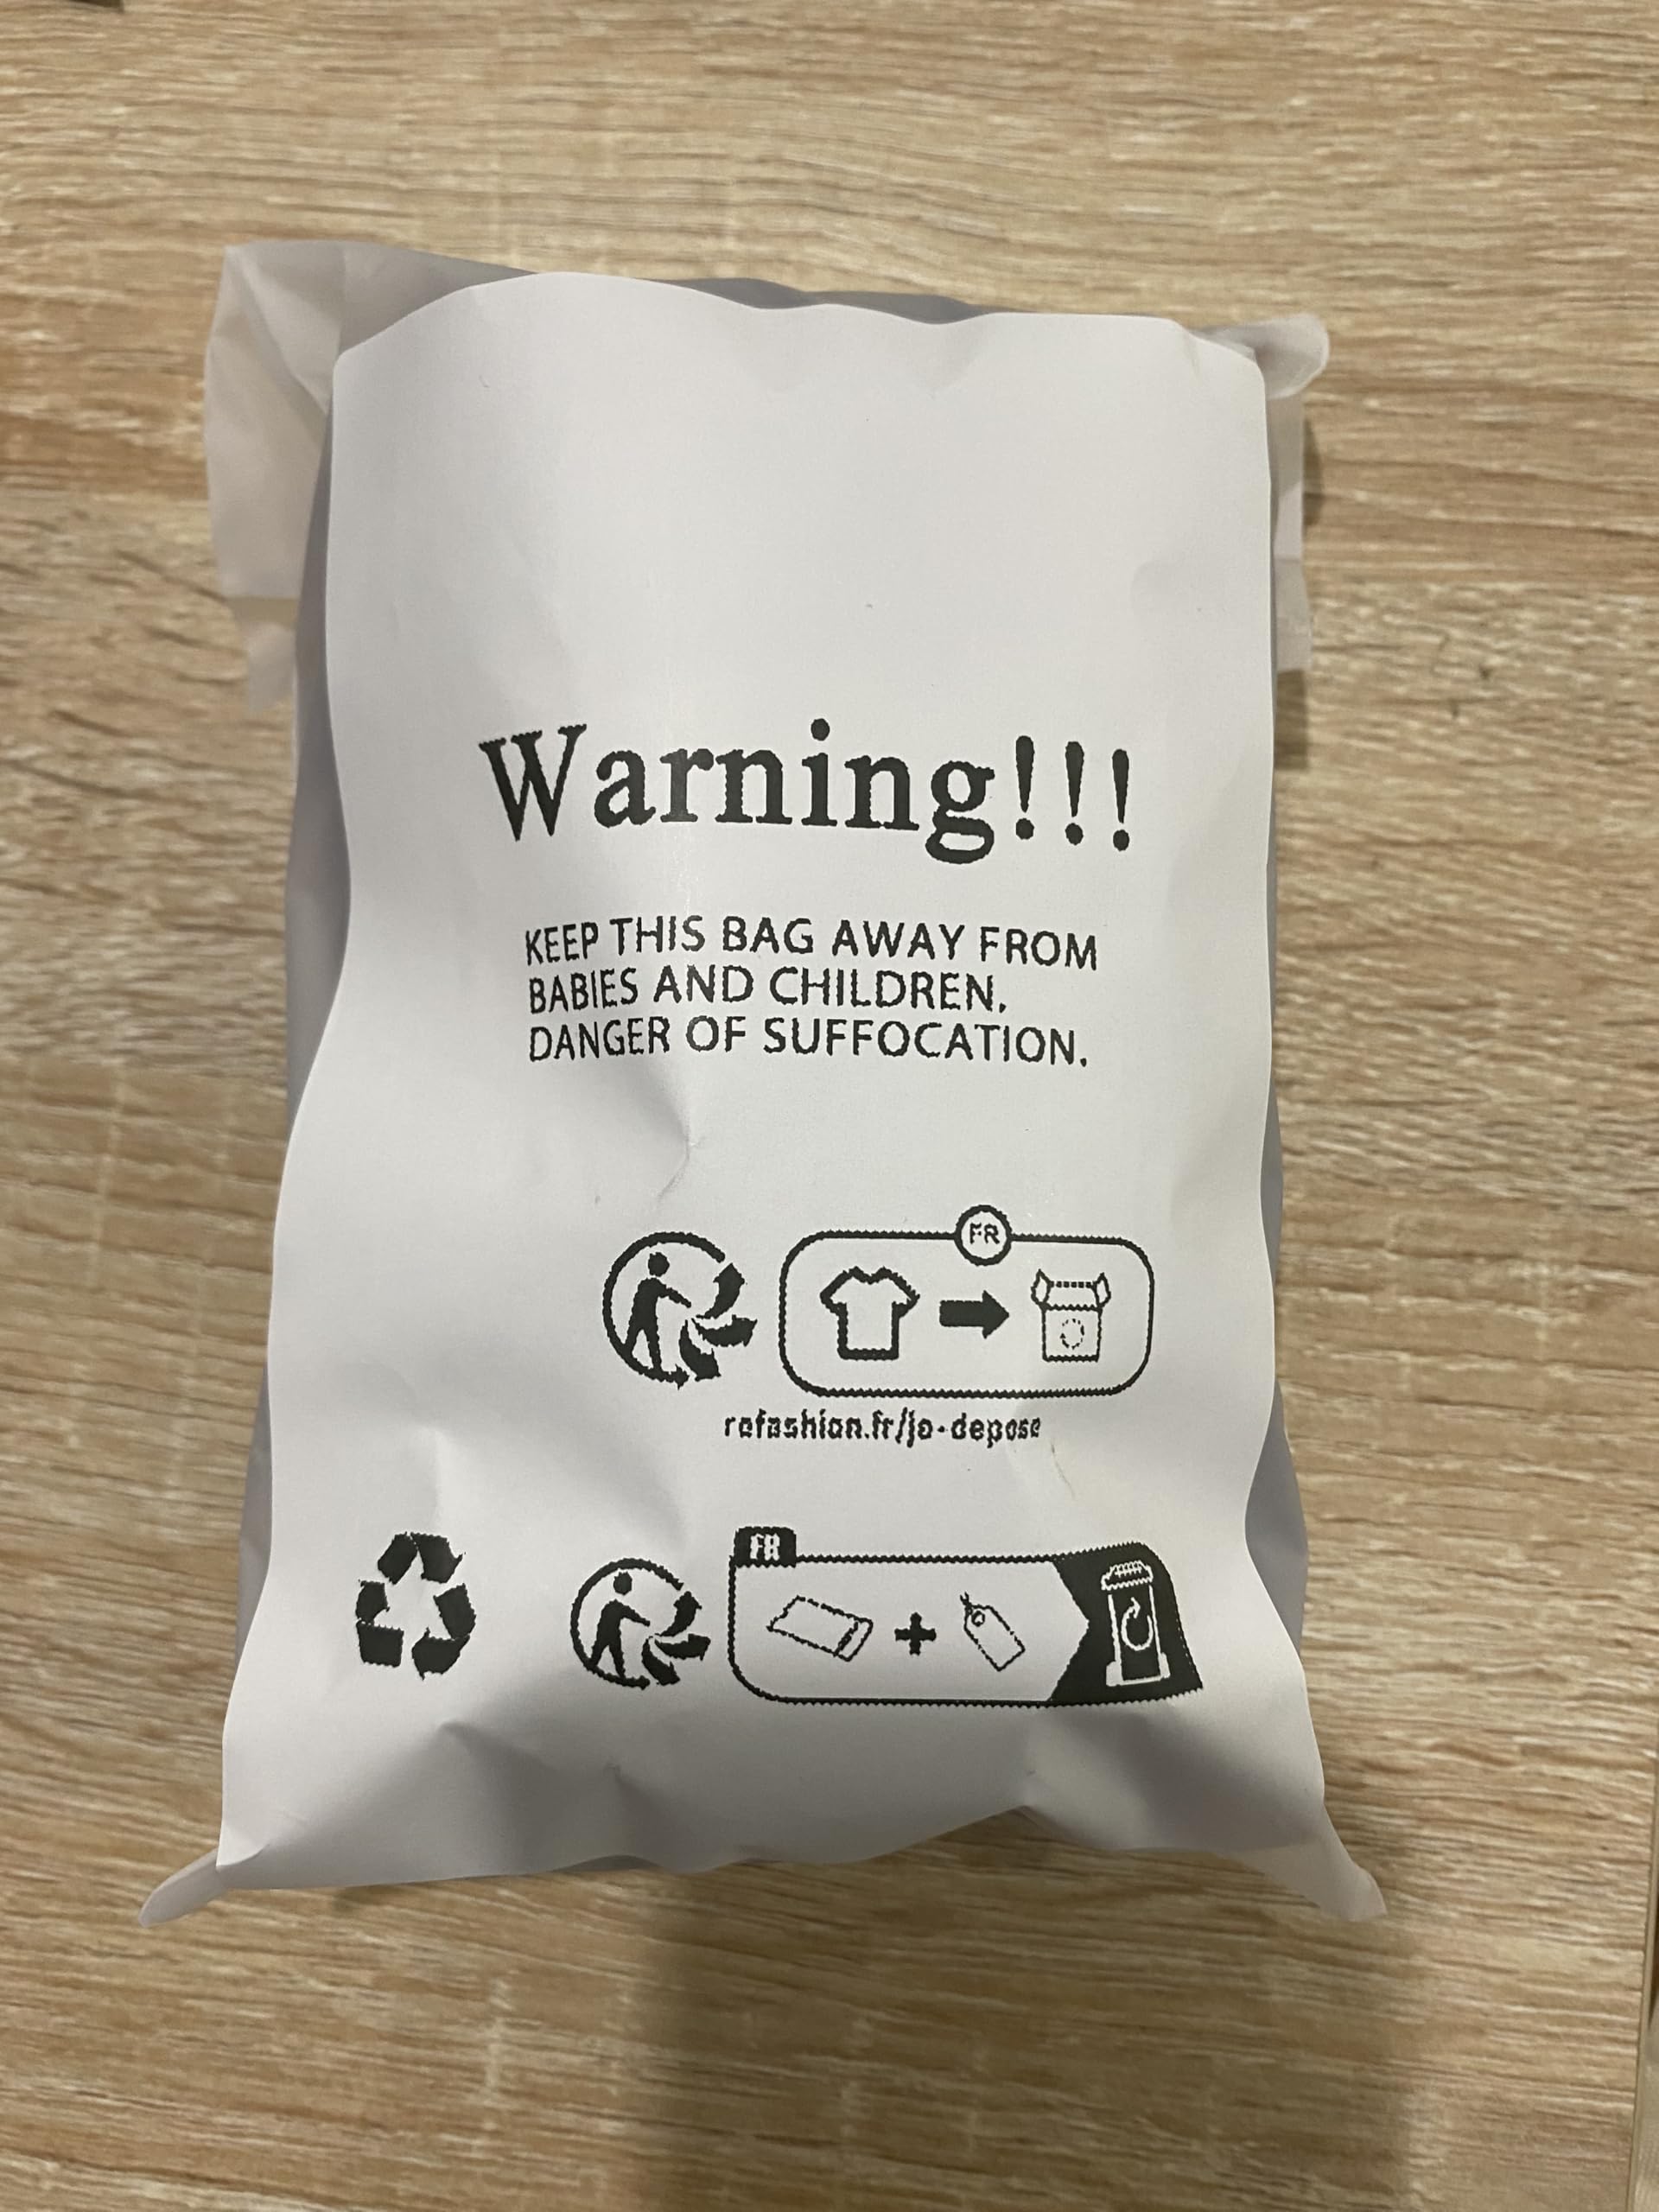 Warning!!!
KEEP THIS BAG AWAY FROM
BABIES AND CHILDREN.
DANGER OF SUFFOCATION.
FR
refashion.fr/je-depose
FR